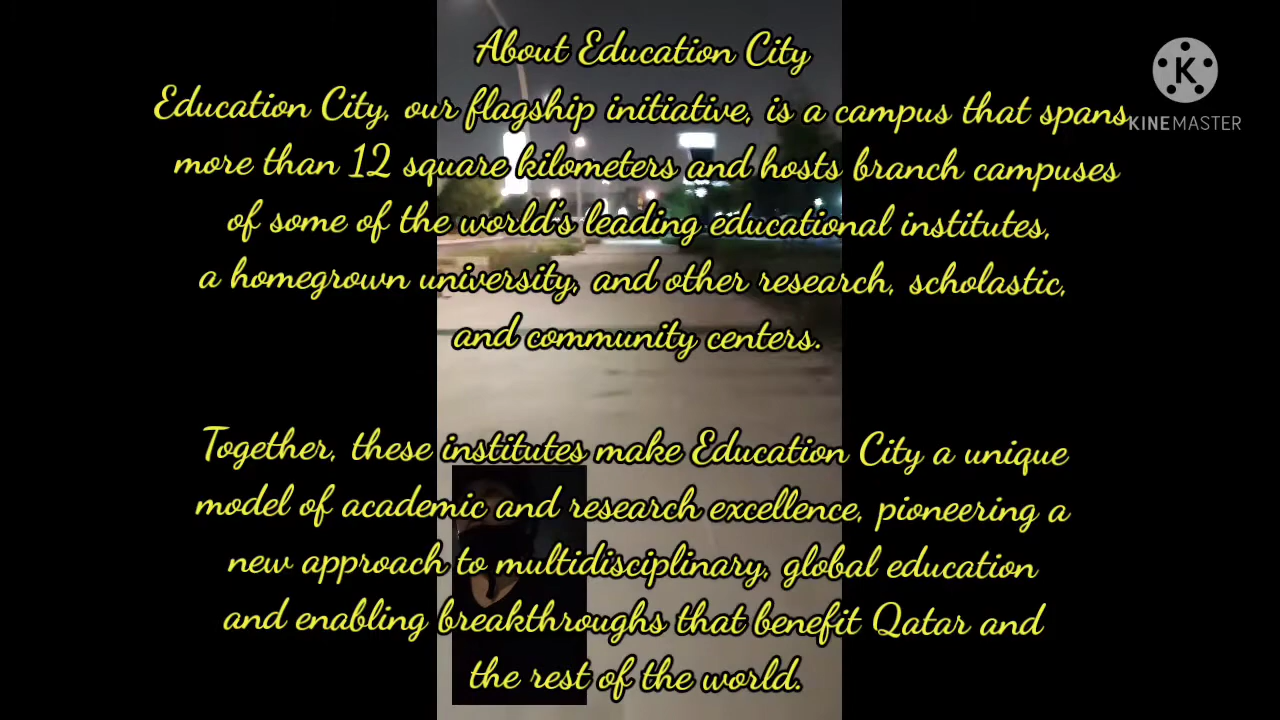 About Education City
Education City, our flagship initiative, is a campus that spans
more than 12 square kilometers and hosts branch campuses
of some of the world's leading educational institutes,
a homegrown university, and other research, scholastic,
and community centers.
Together, these institutes make Education City a unique
model of academic and research excellence, pioneering a
new approach to multidisciplinary, global education
and enabling breakthroughs that benefit Qatar and
the rest of the world.
K
KINEMASTER